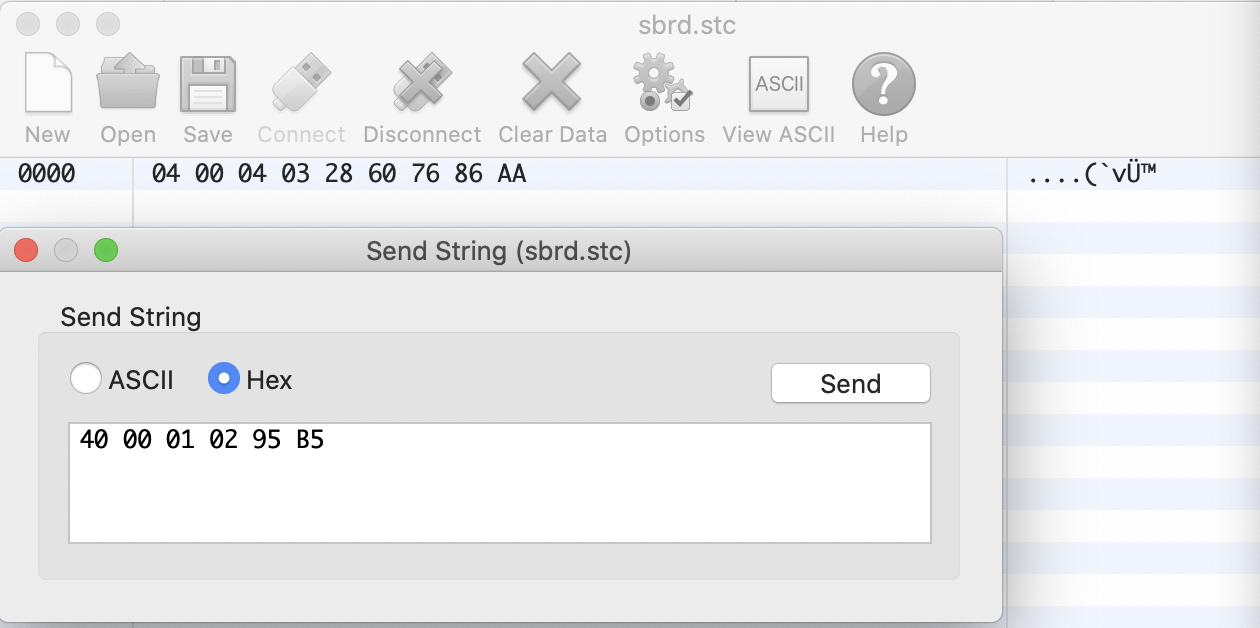 sbrd.stc
New Open Save Connect Disconnect Clear Data Options ASCII View ASCII Help
0000 04 00 04 03 28 60 76 86 AA ....(`vÜ™
Send String (sbrd.stc)
Send String
ASCII Hex Send
40 00 01 02 95 B5